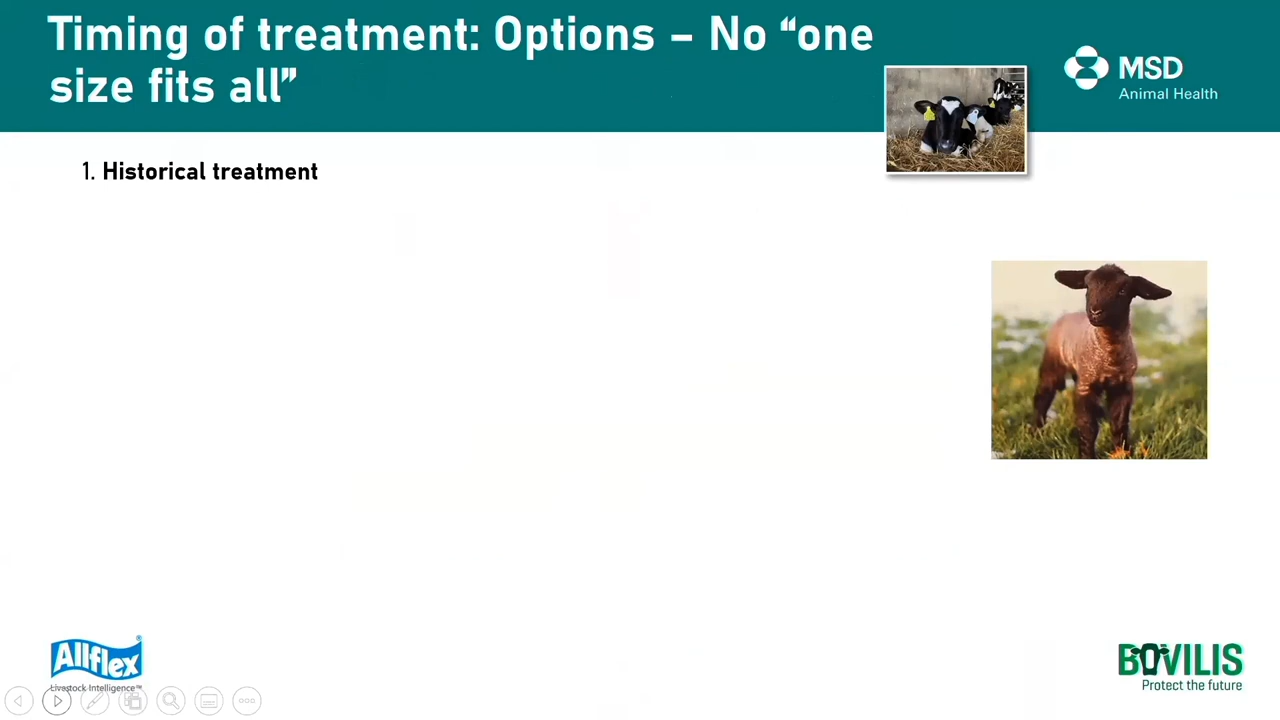 Timing of treatment: Options – No “one
size fits all”
MSD
Animal Health
1. Historical treatment
Allflex®
Livestock Intelligence™
BOVILIS
Protect the future